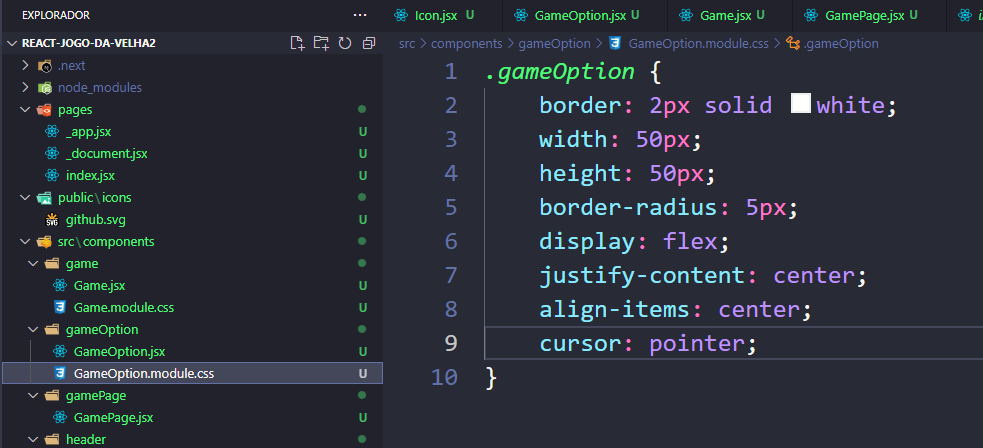 EXPLORADOR ...
REACT-JOGO-DA-VELHA2
.next
node_modules
pages
_app.jsx U
_document.jsx U
index.jsx U
public\icons
SVG github.svg U
src\components
game
Game.jsx U
Game.module.css U
gameOption
GameOption.jsx U
GameOption.module.css U
gamePage
GamePage.jsx U
header
Icon.jsx U GameOption.jsx U Game.jsx U GamePage.jsx U
src > components > gameOption > GameOption.module.css > .gameOption
1 .gameOption {
2 border: 2px solid white;
3 width: 50px;
4 height: 50px;
5 border-radius: 5px;
6 display: flex;
7 justify-content: center;
8 align-items: center;
9 cursor: pointer;
10 }